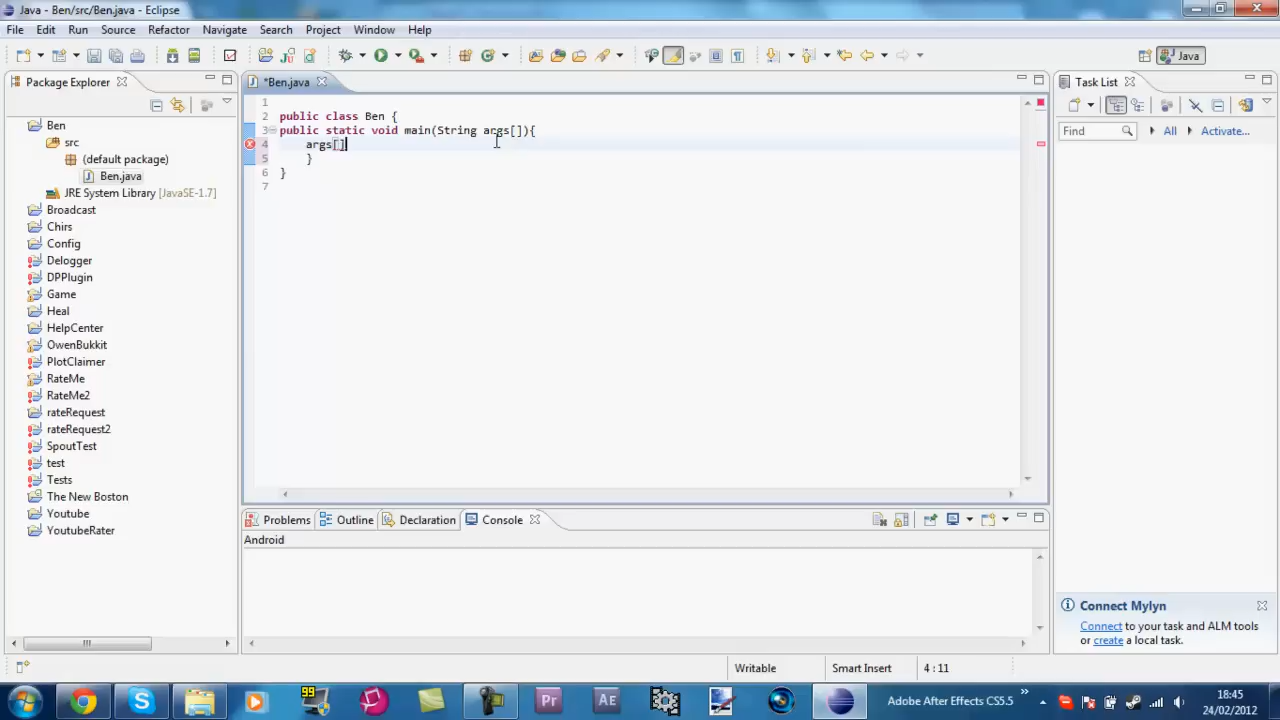 Java - Ben/src/Ben.java - Eclipse
File Edit Run Source Refactor Navigate Search Project Window Help
Java
Package Explorer
*Ben.java
Task List
Find
All
Activate...
Ben
src
(default package)
Ben.java
JRE System Library [JavaSE-1.7]
Broadcast
Chirs
Config
Delogger
DPPlugin
Game
Heal
HelpCenter
OwenBukkit
PlotClaimer
RateMe
RateMe2
rateRequest
rateRequest2
SpoutTest
test
Tests
The New Boston
Youtube
YoutubeRater
1
2 public class Ben {
3 public static void main(String args[]){
4 args[]
5 }
6 }
7
Problems Outline Declaration Console
Android
Connect Mylyn
Connect to your task and ALM tools
or create a local task.
Writable Smart Insert 4 : 11
99
Pr
AE
Adobe After Effects CS5.5
18:45
24/02/2012